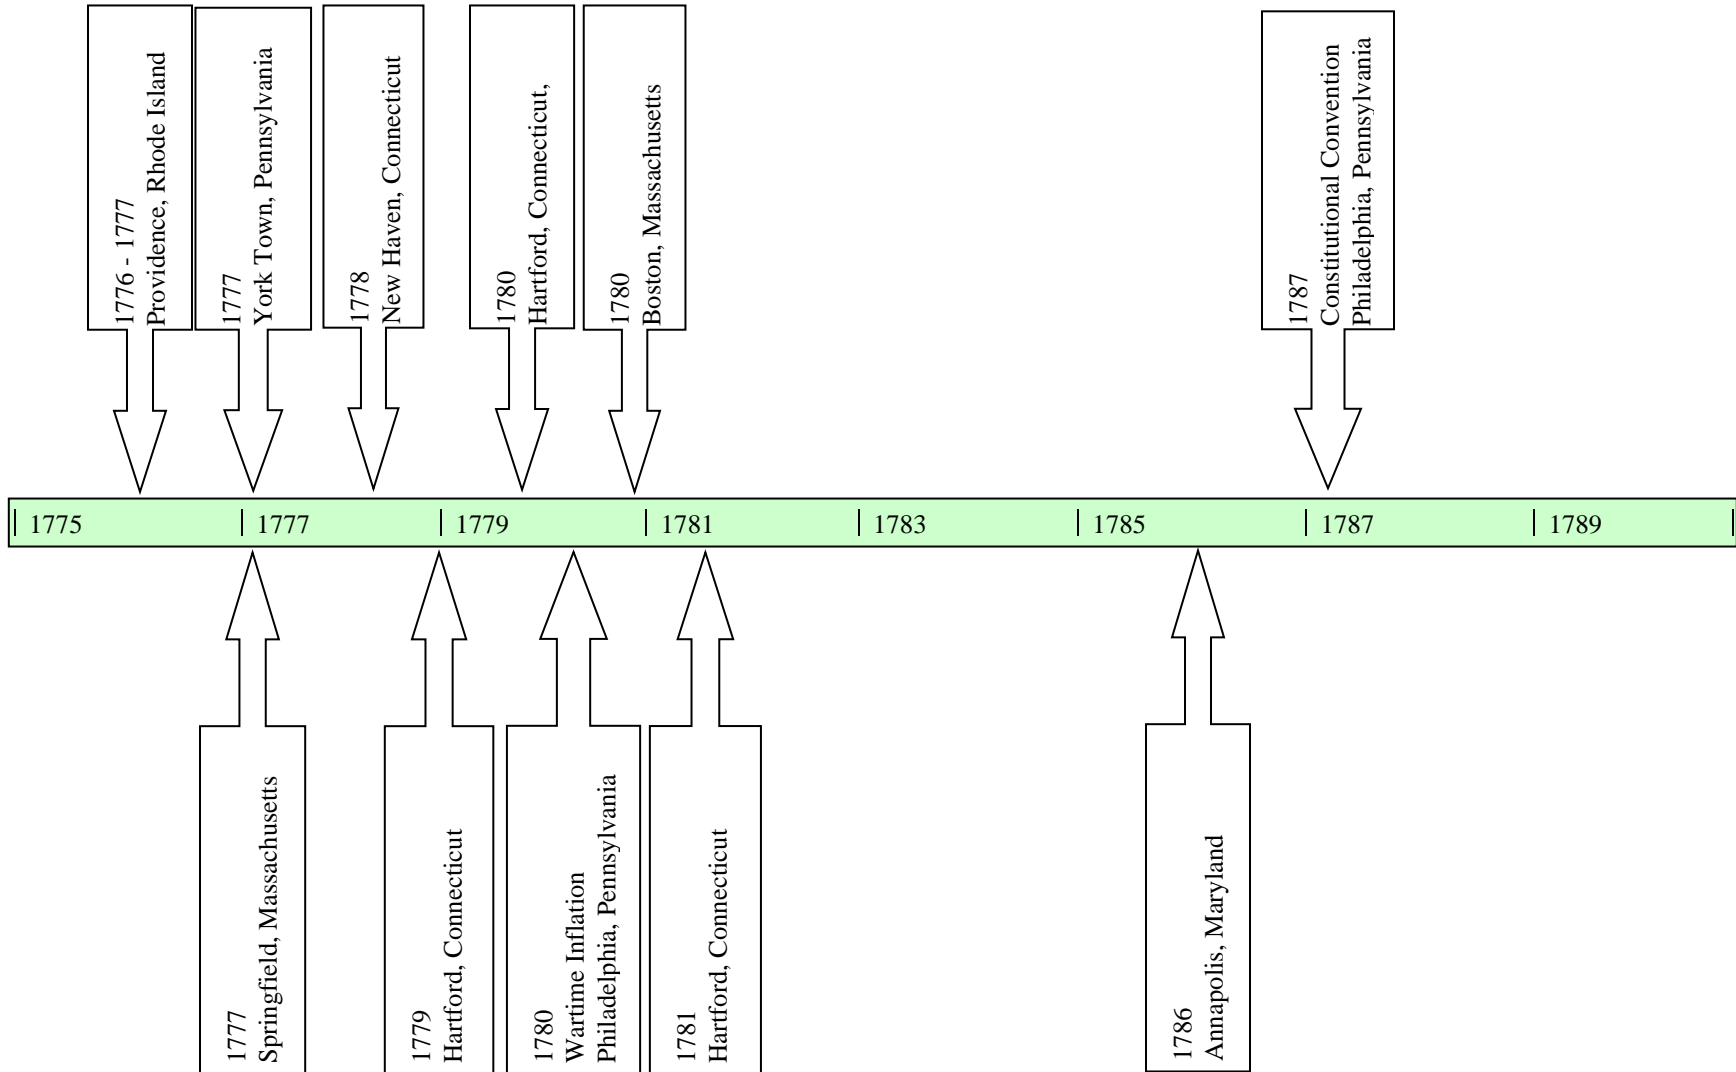 1776 - 1777
Providence, Rhode Island
1777
York Town, Pennsylvania
1778
New Haven, Connecticut
1780
Hartford, Connecticut,
1780
Boston, Massachusetts
1787
Constitutional Convention
Philadelphia, Pennsylvania
1775
1777
1779
1781
1783
1785
1787
1789
1777
Springfield, Massachusetts
1779
Hartford, Connecticut
1780
Wartime Inflation
Philadelphia, Pennsylvania
1781
Hartford, Connecticut
1786
Annapolis, Maryland